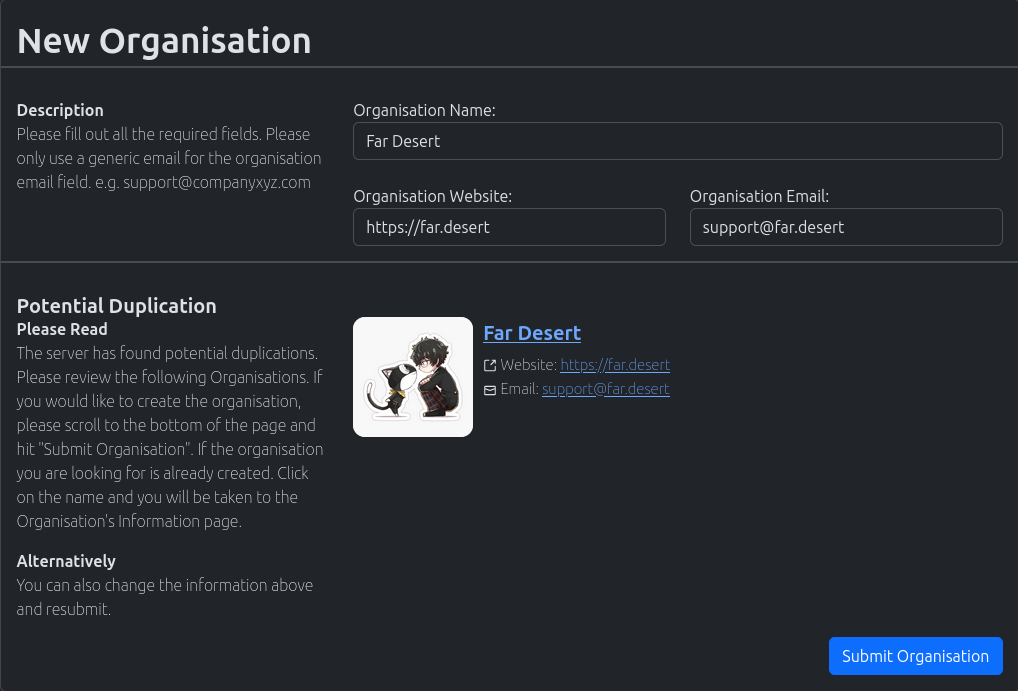 New Organisation
Description
Please fill out all the required fields. Please
only use a generic email for the organisation
email field. e.g. support@companyxyz.com
Organisation Name:
Far Desert
Organisation Website:
https://far.desert
Organisation Email:
support@far.desert
Potential Duplication
Please Read
The server has found potential duplications.
Please review the following Organisations. If
you would like to create the organisation,
please scroll to the bottom of the page and
hit "Submit Organisation". If the organisation
you are looking for is already created. Click
on the name and you will be taken to the
Organisation's Information page.
Alternatively
You can also change the information above
and resubmit.
Far Desert
Website: https://far.desert
Email: support@far.desert
Submit Organisation